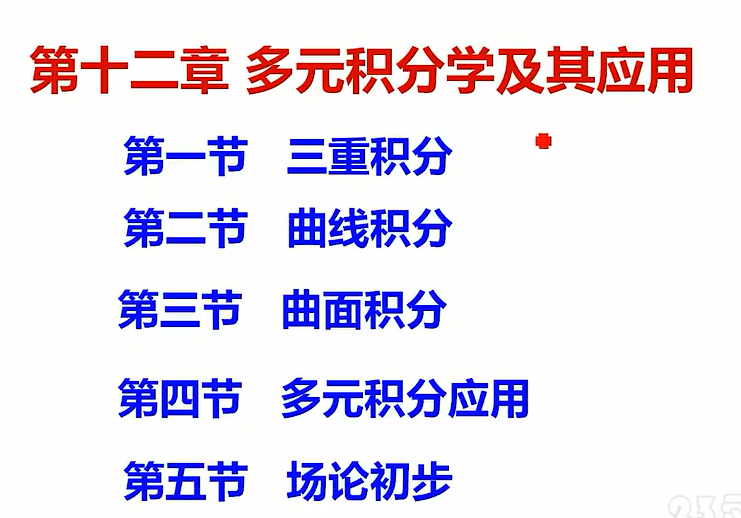 第十二章 多元积分学及其应用
第一节 三重积分
第二节 曲线积分
第三节 曲面积分
第四节 多元积分应用
第五节 场论初步